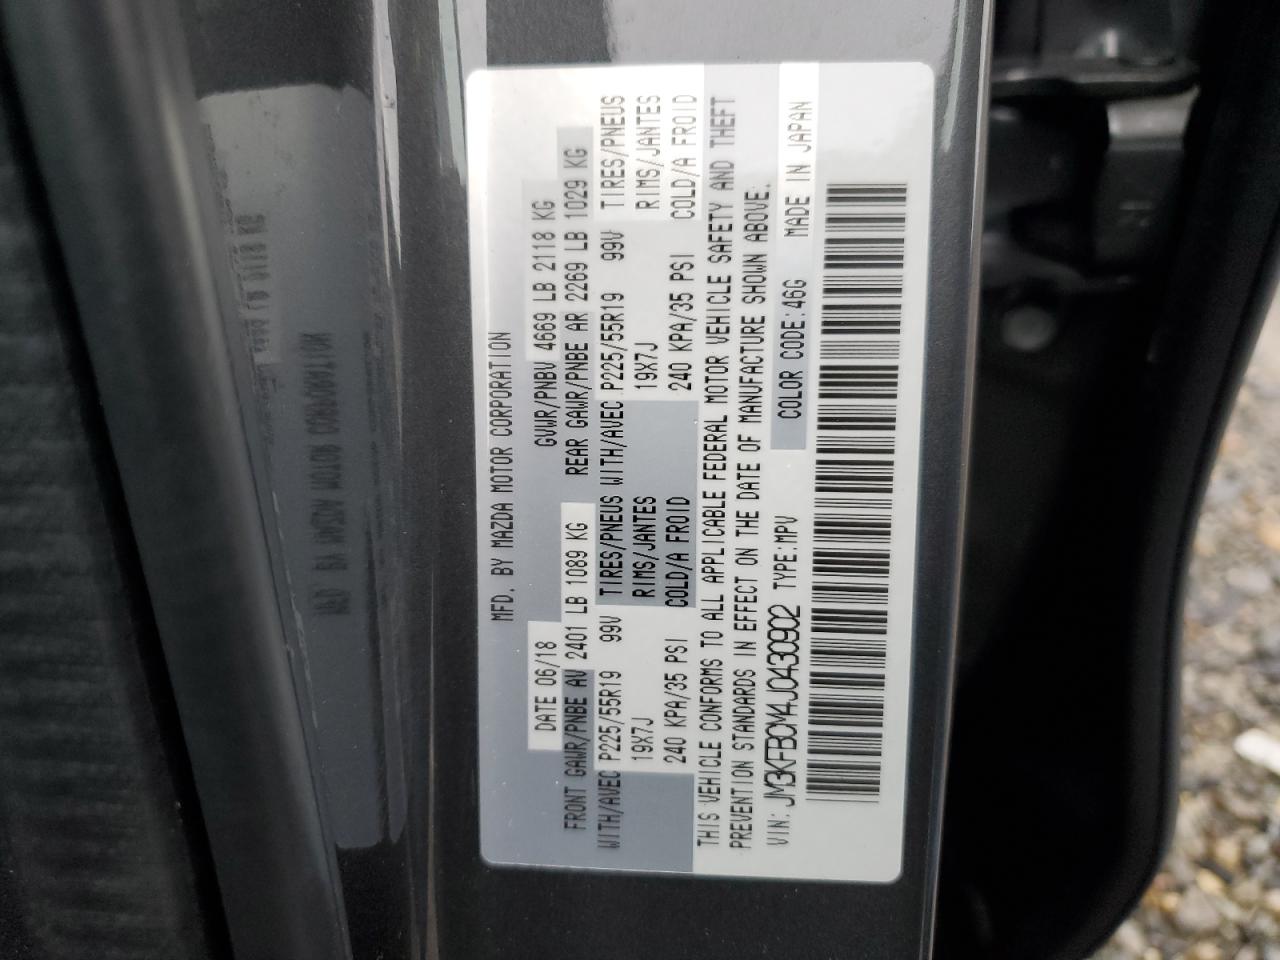 MFD. BY MAZDA MOTOR CORPORATION
DATE 06/18 GVWR/PNBV 4669 LB 2118 KG
FRONT GAWR/PNBE AV 2401 LB 1089 KG REAR GAWR/PNBE AR 2269 LB 1029 KG
WITH/AVEC P225/55R19 99V TIRES/PNEUS WITH/AVEC P225/55R19 99V TIRES/PNEUS
19X7J RIMS/JANTES 19X7J RIMS/JANTES
240 KPA/35 PSI COLD/A FROID 240 KPA/35 PSI COLD/A FROID
THIS VEHICLE CONFORMS TO ALL APPLICABLE FEDERAL MOTOR VEHICLE SAFETY AND THEFT
PREVENTION STANDARDS IN EFFECT ON THE DATE OF MANUFACTURE SHOWN ABOVE.
VIN: JM3KFBCM4J0430902 TYPE:MPV COLOR CODE:46G MADE IN JAPAN